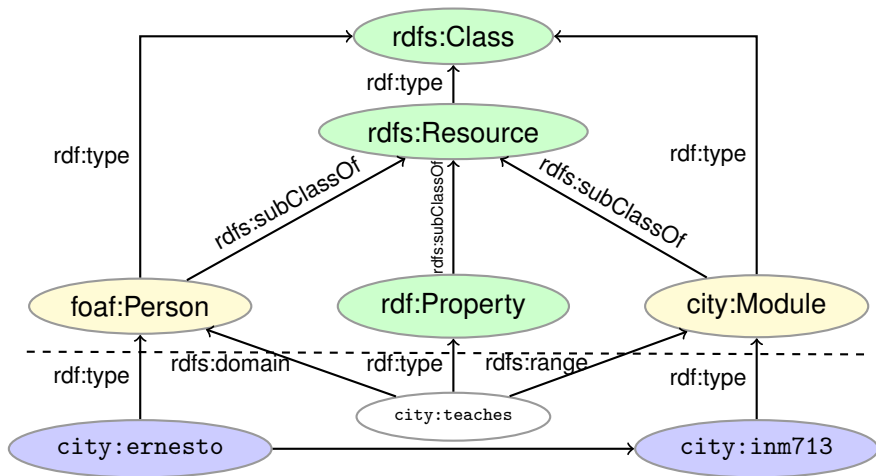 rdfs:Class
rdf:type
rdfs:Resource
rdf:type
rdf:type
rdfs:subClassOf
rdfs:subClassOf
rdfs:subClassOf
foaf:Person
rdf:Property
city:Module
rdf:type
rdfs:domain
rdf:type
rdfs:range
rdf:type
city:teaches
city:ernesto
city:inm713